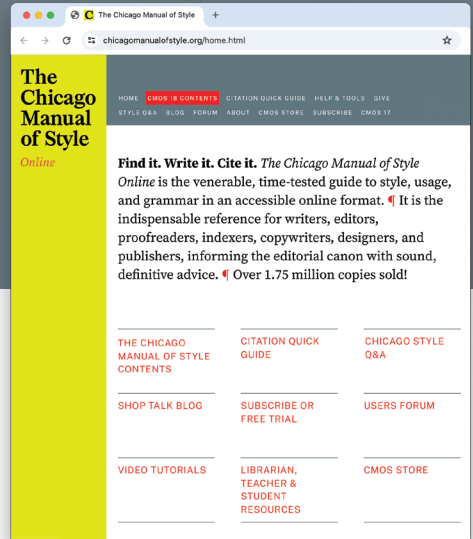 The Chicago Manual of Style
chicagomanualofstyle.org/home.html
The
Chicago
Manual
of Style
Online
HOME CMOS 18 CONTENTS CITATION QUICK GUIDE HELP & TOOLS GIVE
STYLE Q&A BLOG FORUM ABOUT CMOS STORE SUBSCRIBE CMOS 17
Find it. Write it. Cite it. The Chicago Manual of Style
Online is the venerable, time-tested guide to style, usage,
and grammar in an accessible online format. ¶ It is the
indispensable reference for writers, editors,
proofreaders, indexers, copywriters, designers, and
publishers, informing the editorial canon with sound,
definitive advice. ¶ Over 1.75 million copies sold!
THE CHICAGO
MANUAL OF STYLE
CONTENTS
CITATION QUICK
GUIDE
CHICAGO STYLE
Q&A
SHOP TALK BLOG
SUBSCRIBE OR
FREE TRIAL
USERS FORUM
VIDEO TUTORIALS
LIBRARIAN,
TEACHER &
STUDENT
RESOURCES
CMOS STORE